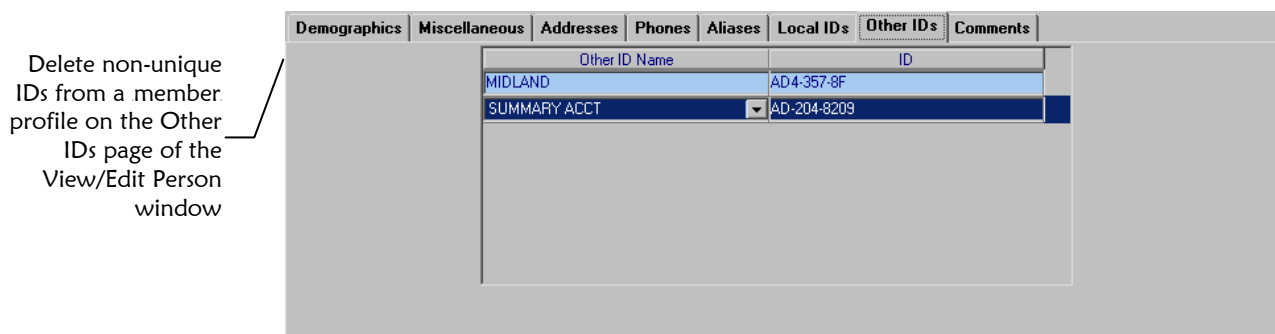 Demographics Miscellaneous Addresses Phones Aliases Local IDs Other IDs Comments
Delete non-unique
IDs from a member
profile on the Other
IDs page of the
View/Edit Person
window
Other ID Name ID
MIDLAND AD4-357-8F
SUMMARY ACCT AD-204-8209